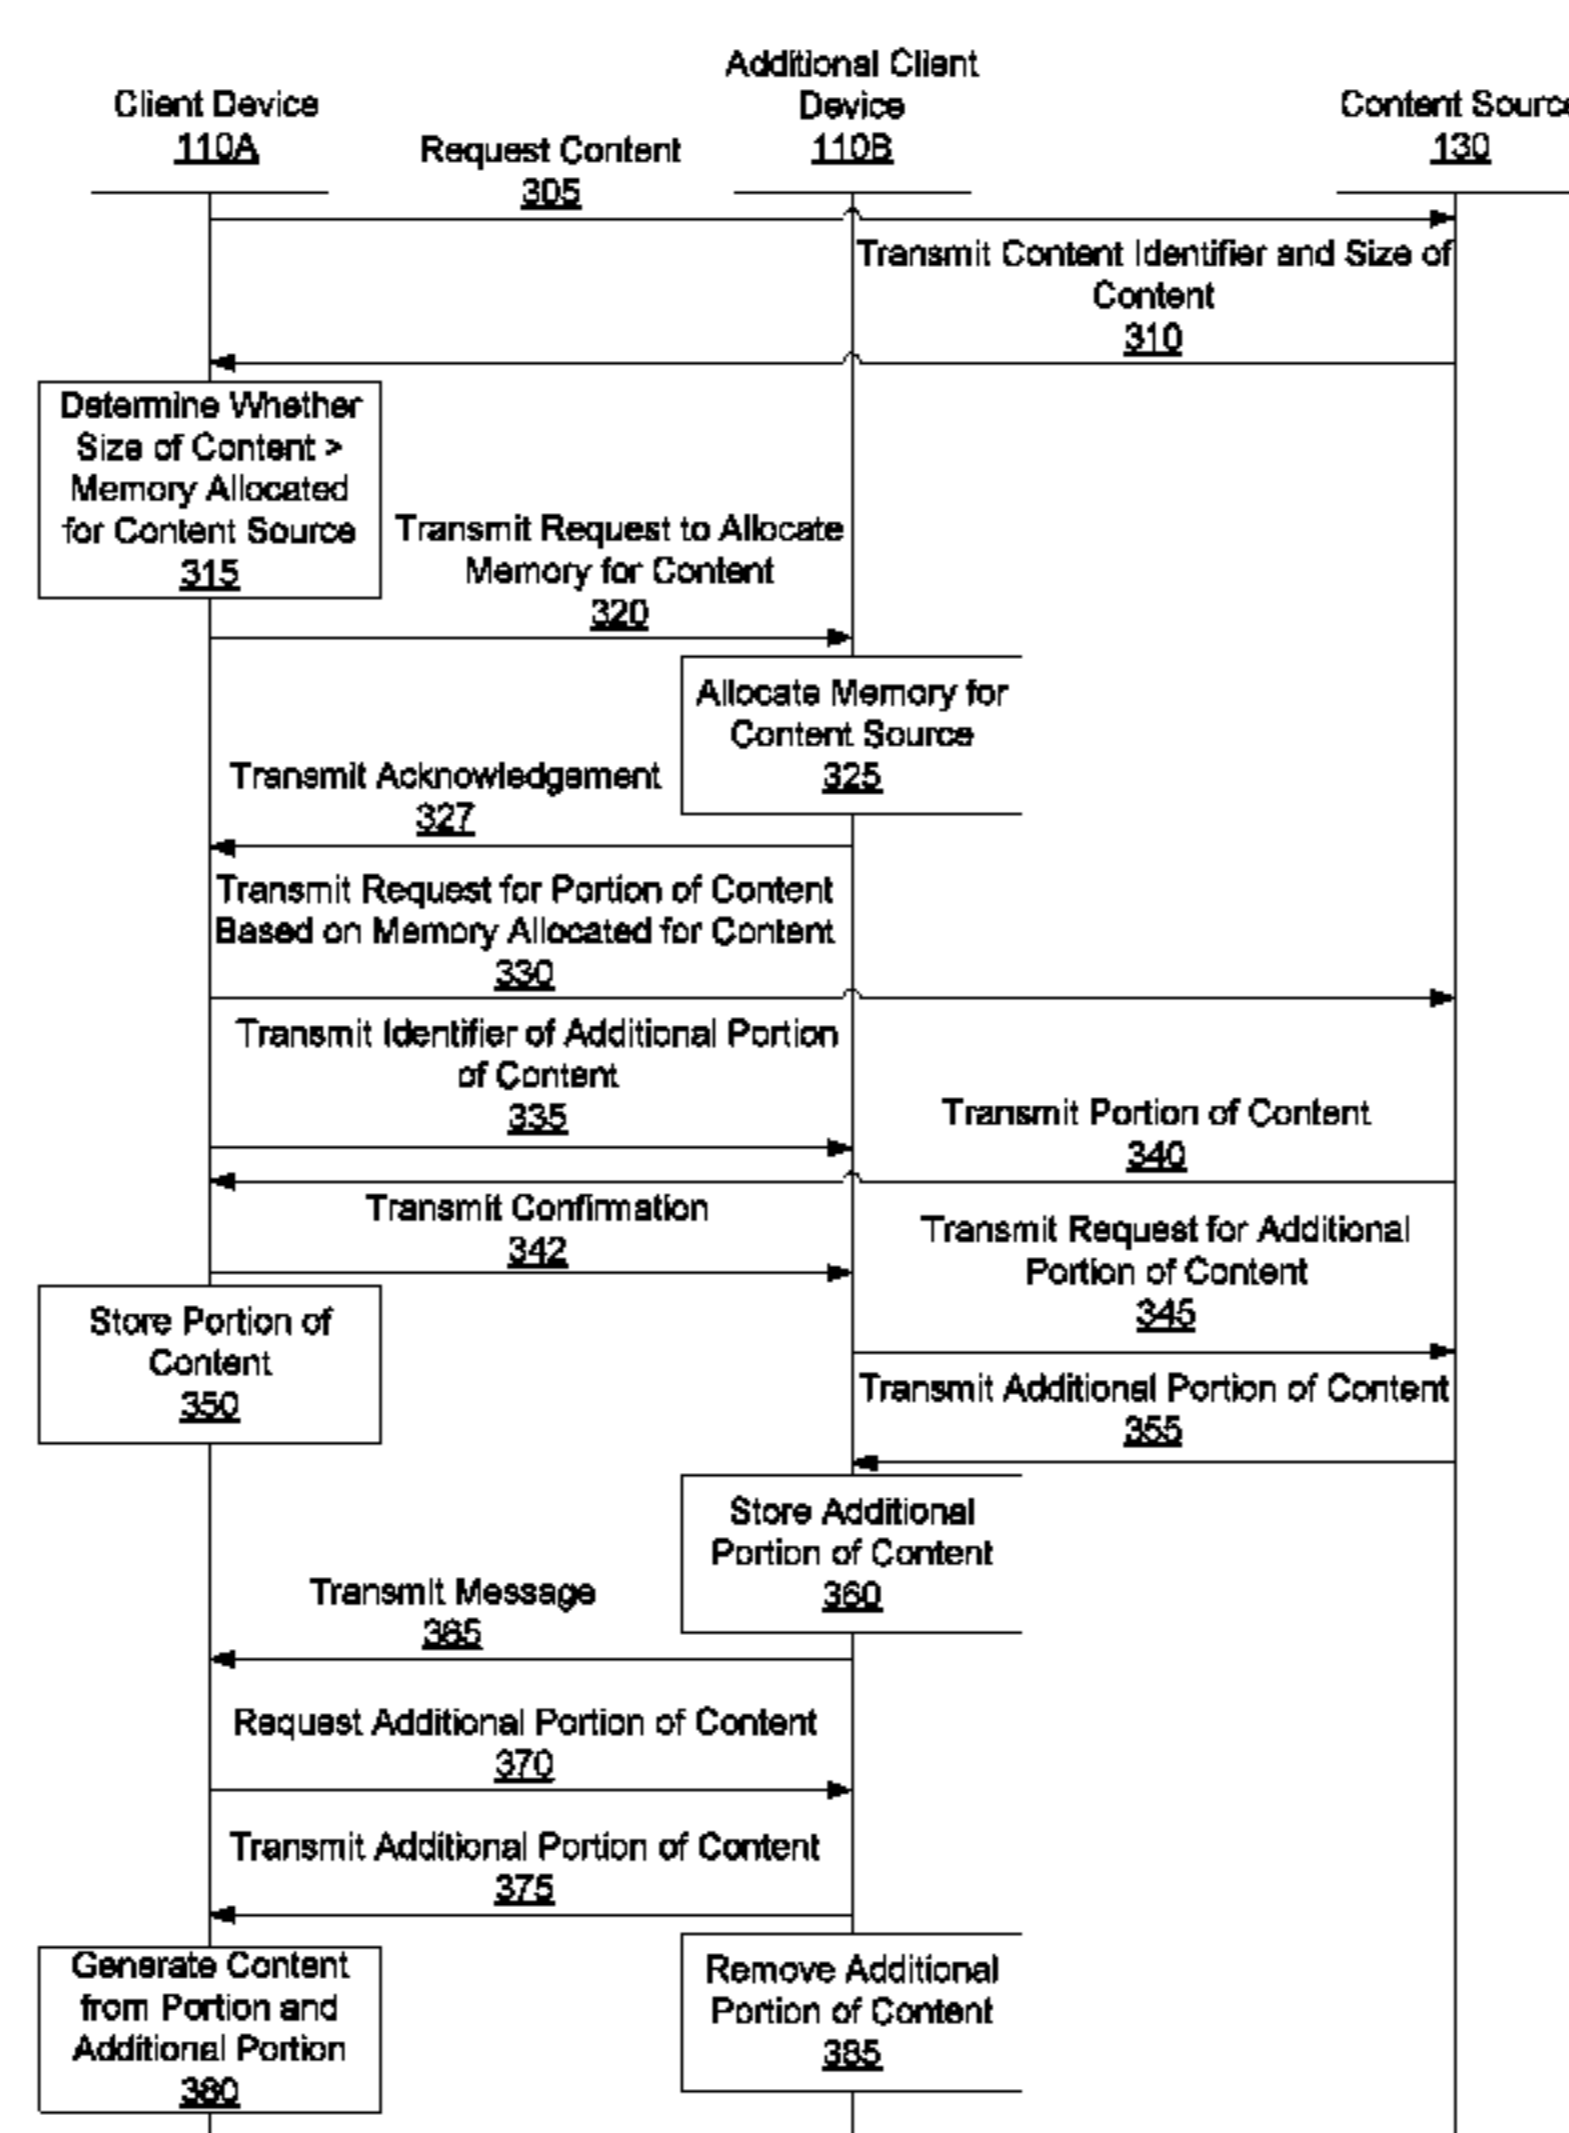 Client Device
110A
Additional Client
Device
110B
Content Source
130
Request Content
305
Transmit Content Identifier and Size of
Content
310
Determine Whether
Size of Content >
Memory Allocated
for Content Source
315
Transmit Request to Allocate
Memory for Content
320
Allocate Memory for
Content Source
325
Transmit Acknowledgement
327
Transmit Request for Portion of Content
Based on Memory Allocated for Content
330
Transmit Identifier of Additional Portion
of Content
335
Transmit Portion of Content
340
Transmit Confirmation
342
Transmit Request for Additional
Portion of Content
345
Store Portion of
Content
350
Transmit Additional Portion of Content
355
Store Additional
Portion of Content
360
Transmit Message
365
Request Additional Portion of Content
370
Transmit Additional Portion of Content
375
Generate Content
from Portion and
Additional Portion
380
Remove Additional
Portion of Content
385